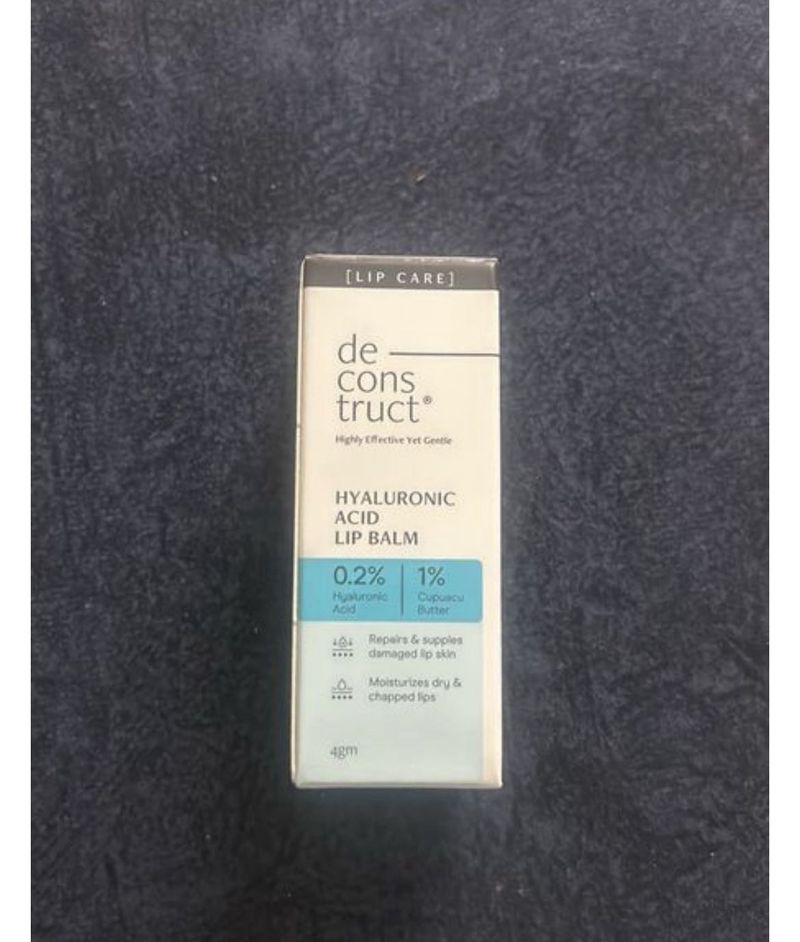 [LIP CARE]
de
cons
truct®
Highly Effective Yet Gentle
HYALURONIC
ACID
LIP BALM
0.2%
Hyaluronic
Acid
1%
Cupuacu
Butter
Repairs & supples
damaged lip skin
Moisturizes dry &
chapped lips
4gm